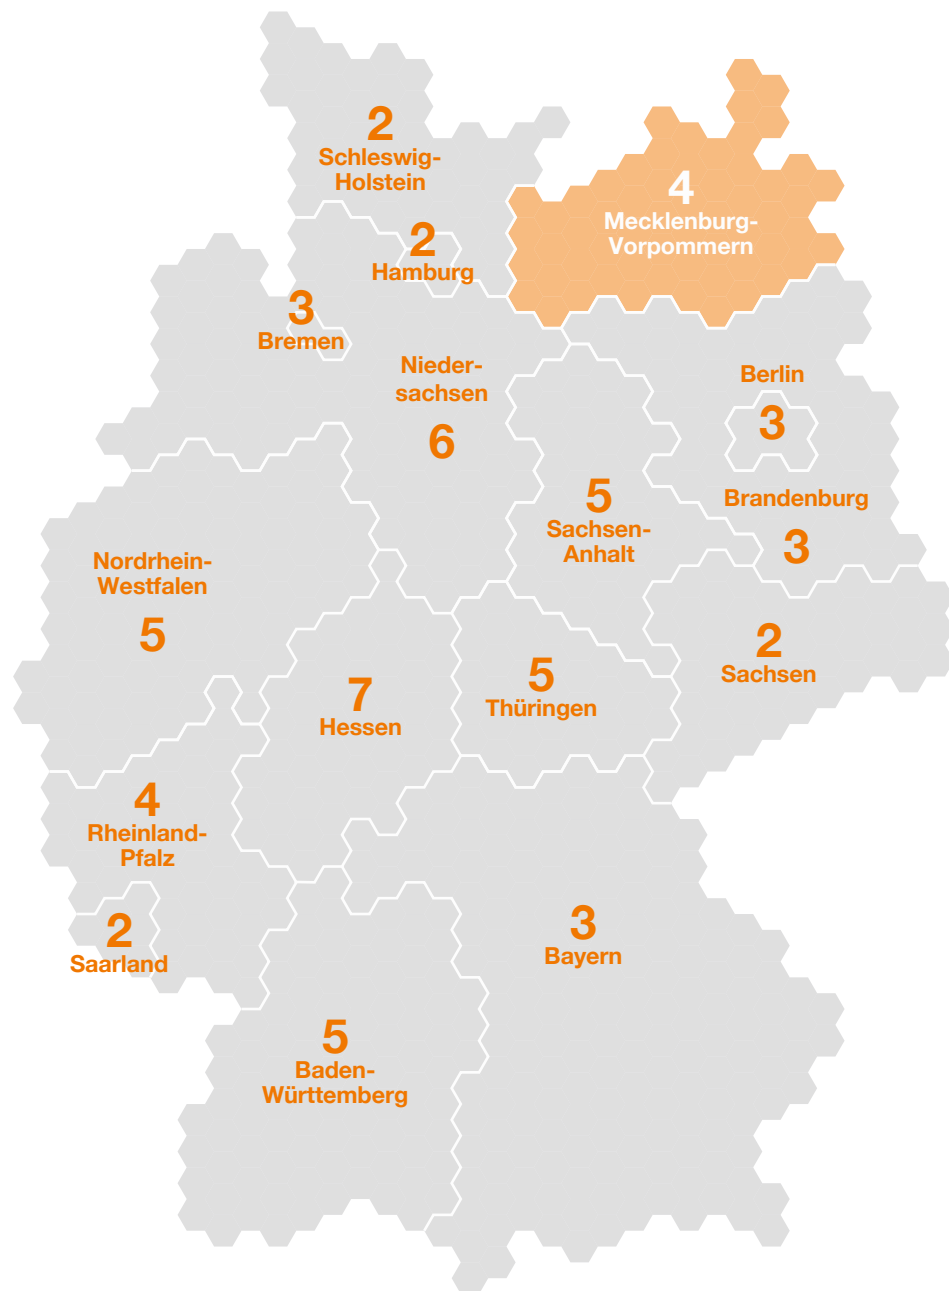 2
Schleswig-
Holstein
4
Mecklenburg-
Vorpommern
2
Hamburg
3
Bremen
Nieder-
sachsen
6
Berlin
3
5
Sachsen-
Anhalt
Brandenburg
3
Nordrhein-
Westfalen
5
2
Sachsen
7
Hessen
5
Thüringen
4
Rheinland-
Pfalz
2
Saarland
3
Bayern
5
Baden-
Württemberg